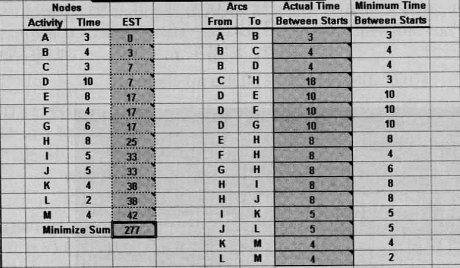 Nodes Arcs Actual Time Minimum Time
Activity Time EST From To Between Starts Between Starts
A 3 0 A B 3 3
B 4 3 B C 4 4
C 3 7 B D 4 4
D 10 7 C H 18 3
E 8 17 D E 10 10
F 4 17 D F 10 10
G 6 17 D G 10 10
H 8 25 E H 8 8
I 5 33 F H 8 4
J 5 33 G H 8 6
K 4 38 H I 8 8
L 2 38 H J 8 8
M 4 42 I K 5 5
Minimize Sum 277 J L 5 5
K M 4 4
L M 4 2